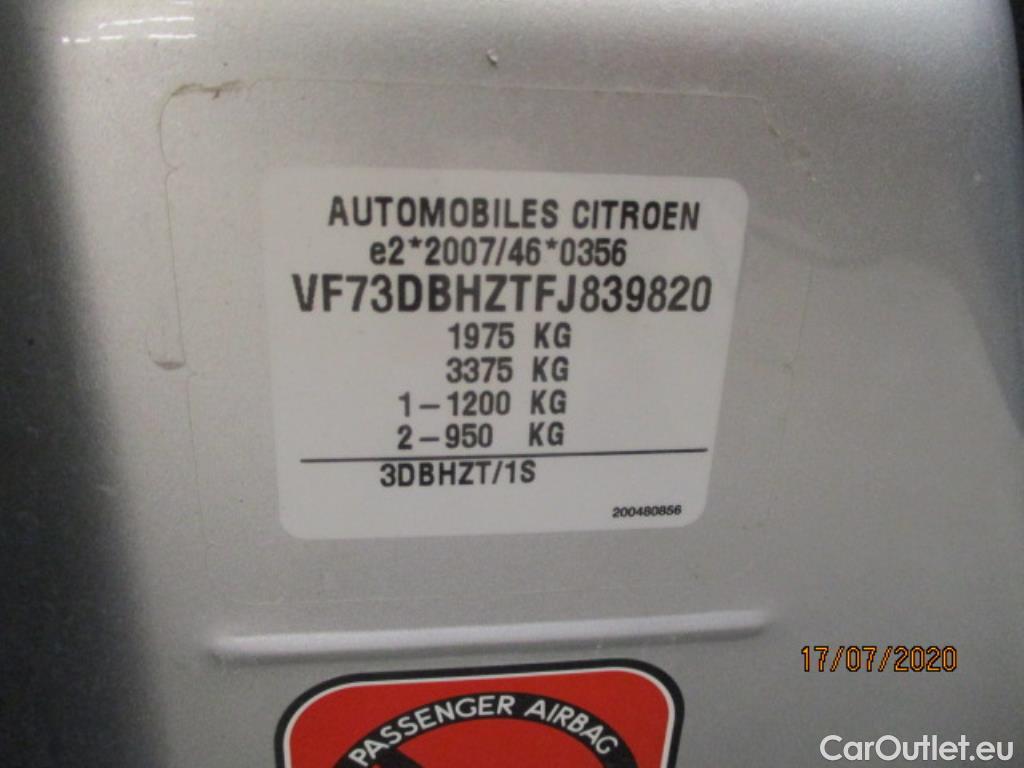 AUTOMOBILES CITROEN
e2*2007/46*0356
VF73DBHZTFJ839820
1975 KG
3375 KG
1-1200 KG
2-950 KG
3DBHZT/1S
200480856
17/07/2020
PASSENGER AIRBAG
CarOutlet.eu